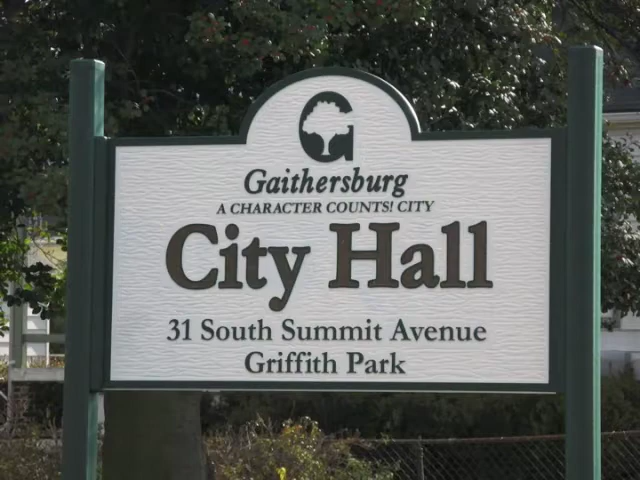 Gaithersburg
A CHARACTER COUNTS! CITY
City Hall
31 South Summit Avenue
Griffith Park